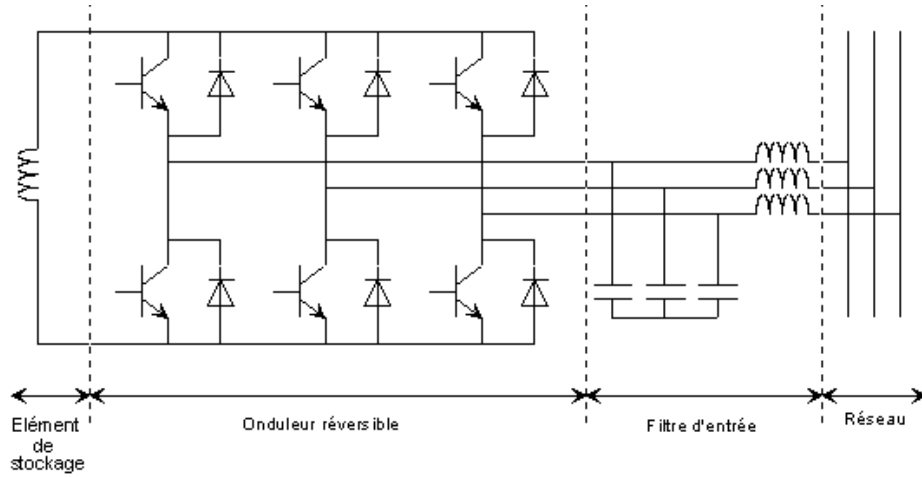 Elément
de
stockage
Onduleur réversible
Filtre d'entrée
Réseau